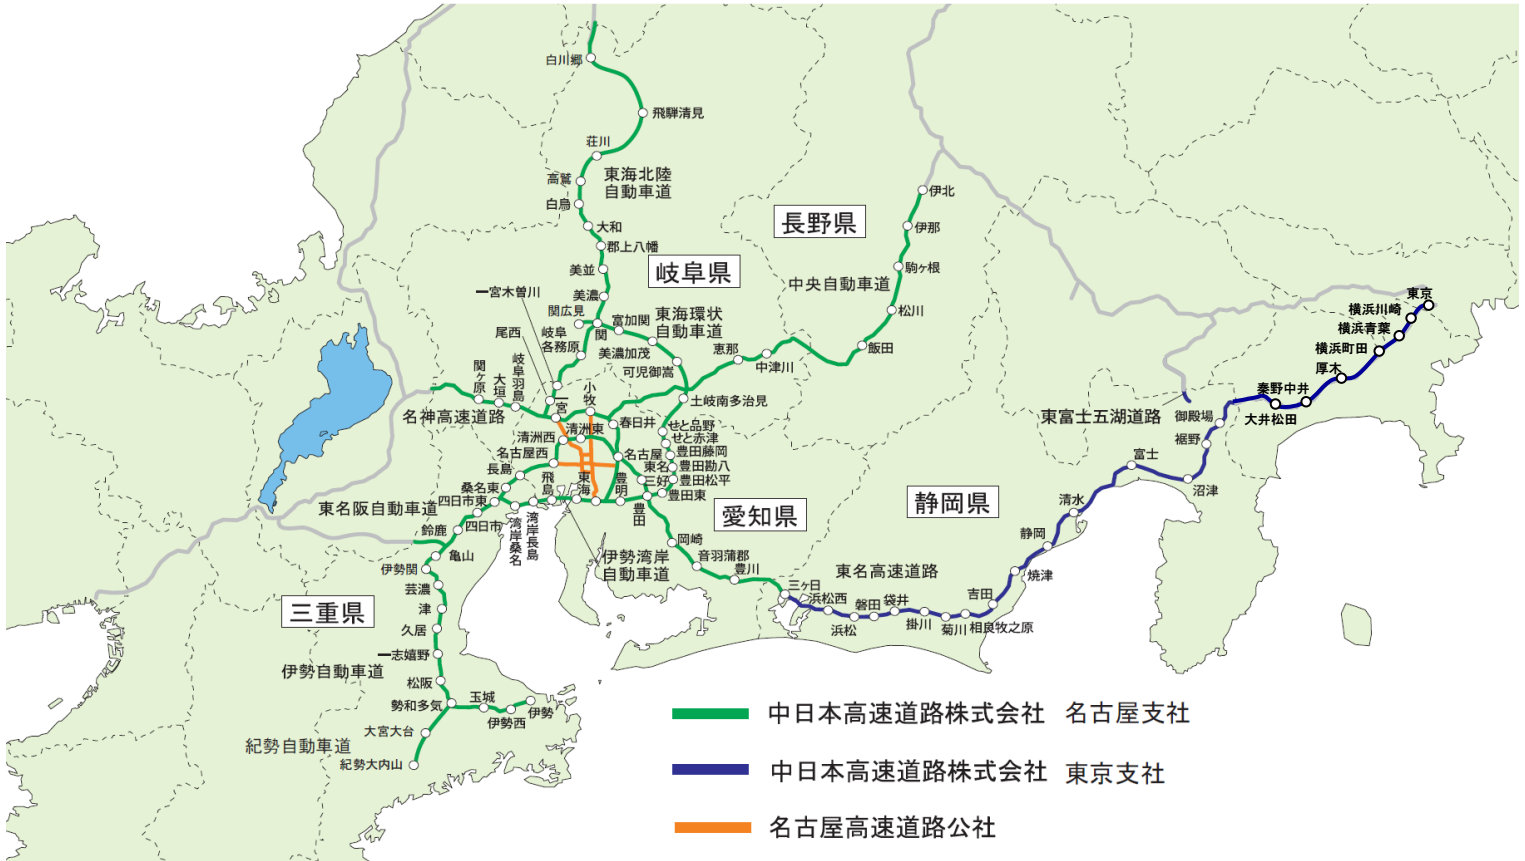 白川郷
飛騨清見
荘川
高鷲
東海北陸
自動車道
白鳥
大和
郡上八幡
美並
美濃
関広見
関
富加関
東海環状
自動車道
美濃加茂
可児御嵩
岐阜県
長野県
伊北
伊那
駒ヶ根
中央自動車道
松川
飯田
恵那
中津川
一宮木曽川
尾西
岐阜
各務原
関ヶ原
大垣
岐阜羽島
名神高速道路
一宮
小牧
土岐南多治見
春日井
清洲東
清洲西
名古屋西
名古屋
せと品野
せと赤津
豊田藤岡
豊田勘八
豊田松平
豊田東
東名
三好
長島
桑名東
四日市東
四日市
東名阪自動車道
飛島
東海
豊明
豊田
湾岸桑名
湾岸長島
伊勢湾岸
自動車道
愛知県
鈴鹿
亀山
伊勢関
芸濃
津
久居
一志嬉野
松阪
勢和多気
玉城
伊勢西
伊勢
大宮大台
紀勢大内山
三重県
伊勢自動車道
紀勢自動車道
岡崎
音羽蒲郡
豊川
東名高速道路
三ヶ日
浜松西
浜松
磐田
袋井
掛川
菊川
相良牧之原
吉田
焼津
静岡
清水
静岡県
富士
沼津
裾野
御殿場
東富士五湖道路
大井松田
秦野中井
厚木
横浜町田
横浜青葉
横浜川崎
東京
中日本高速道路株式会社 名古屋支社
中日本高速道路株式会社 東京支社
名古屋高速道路公社